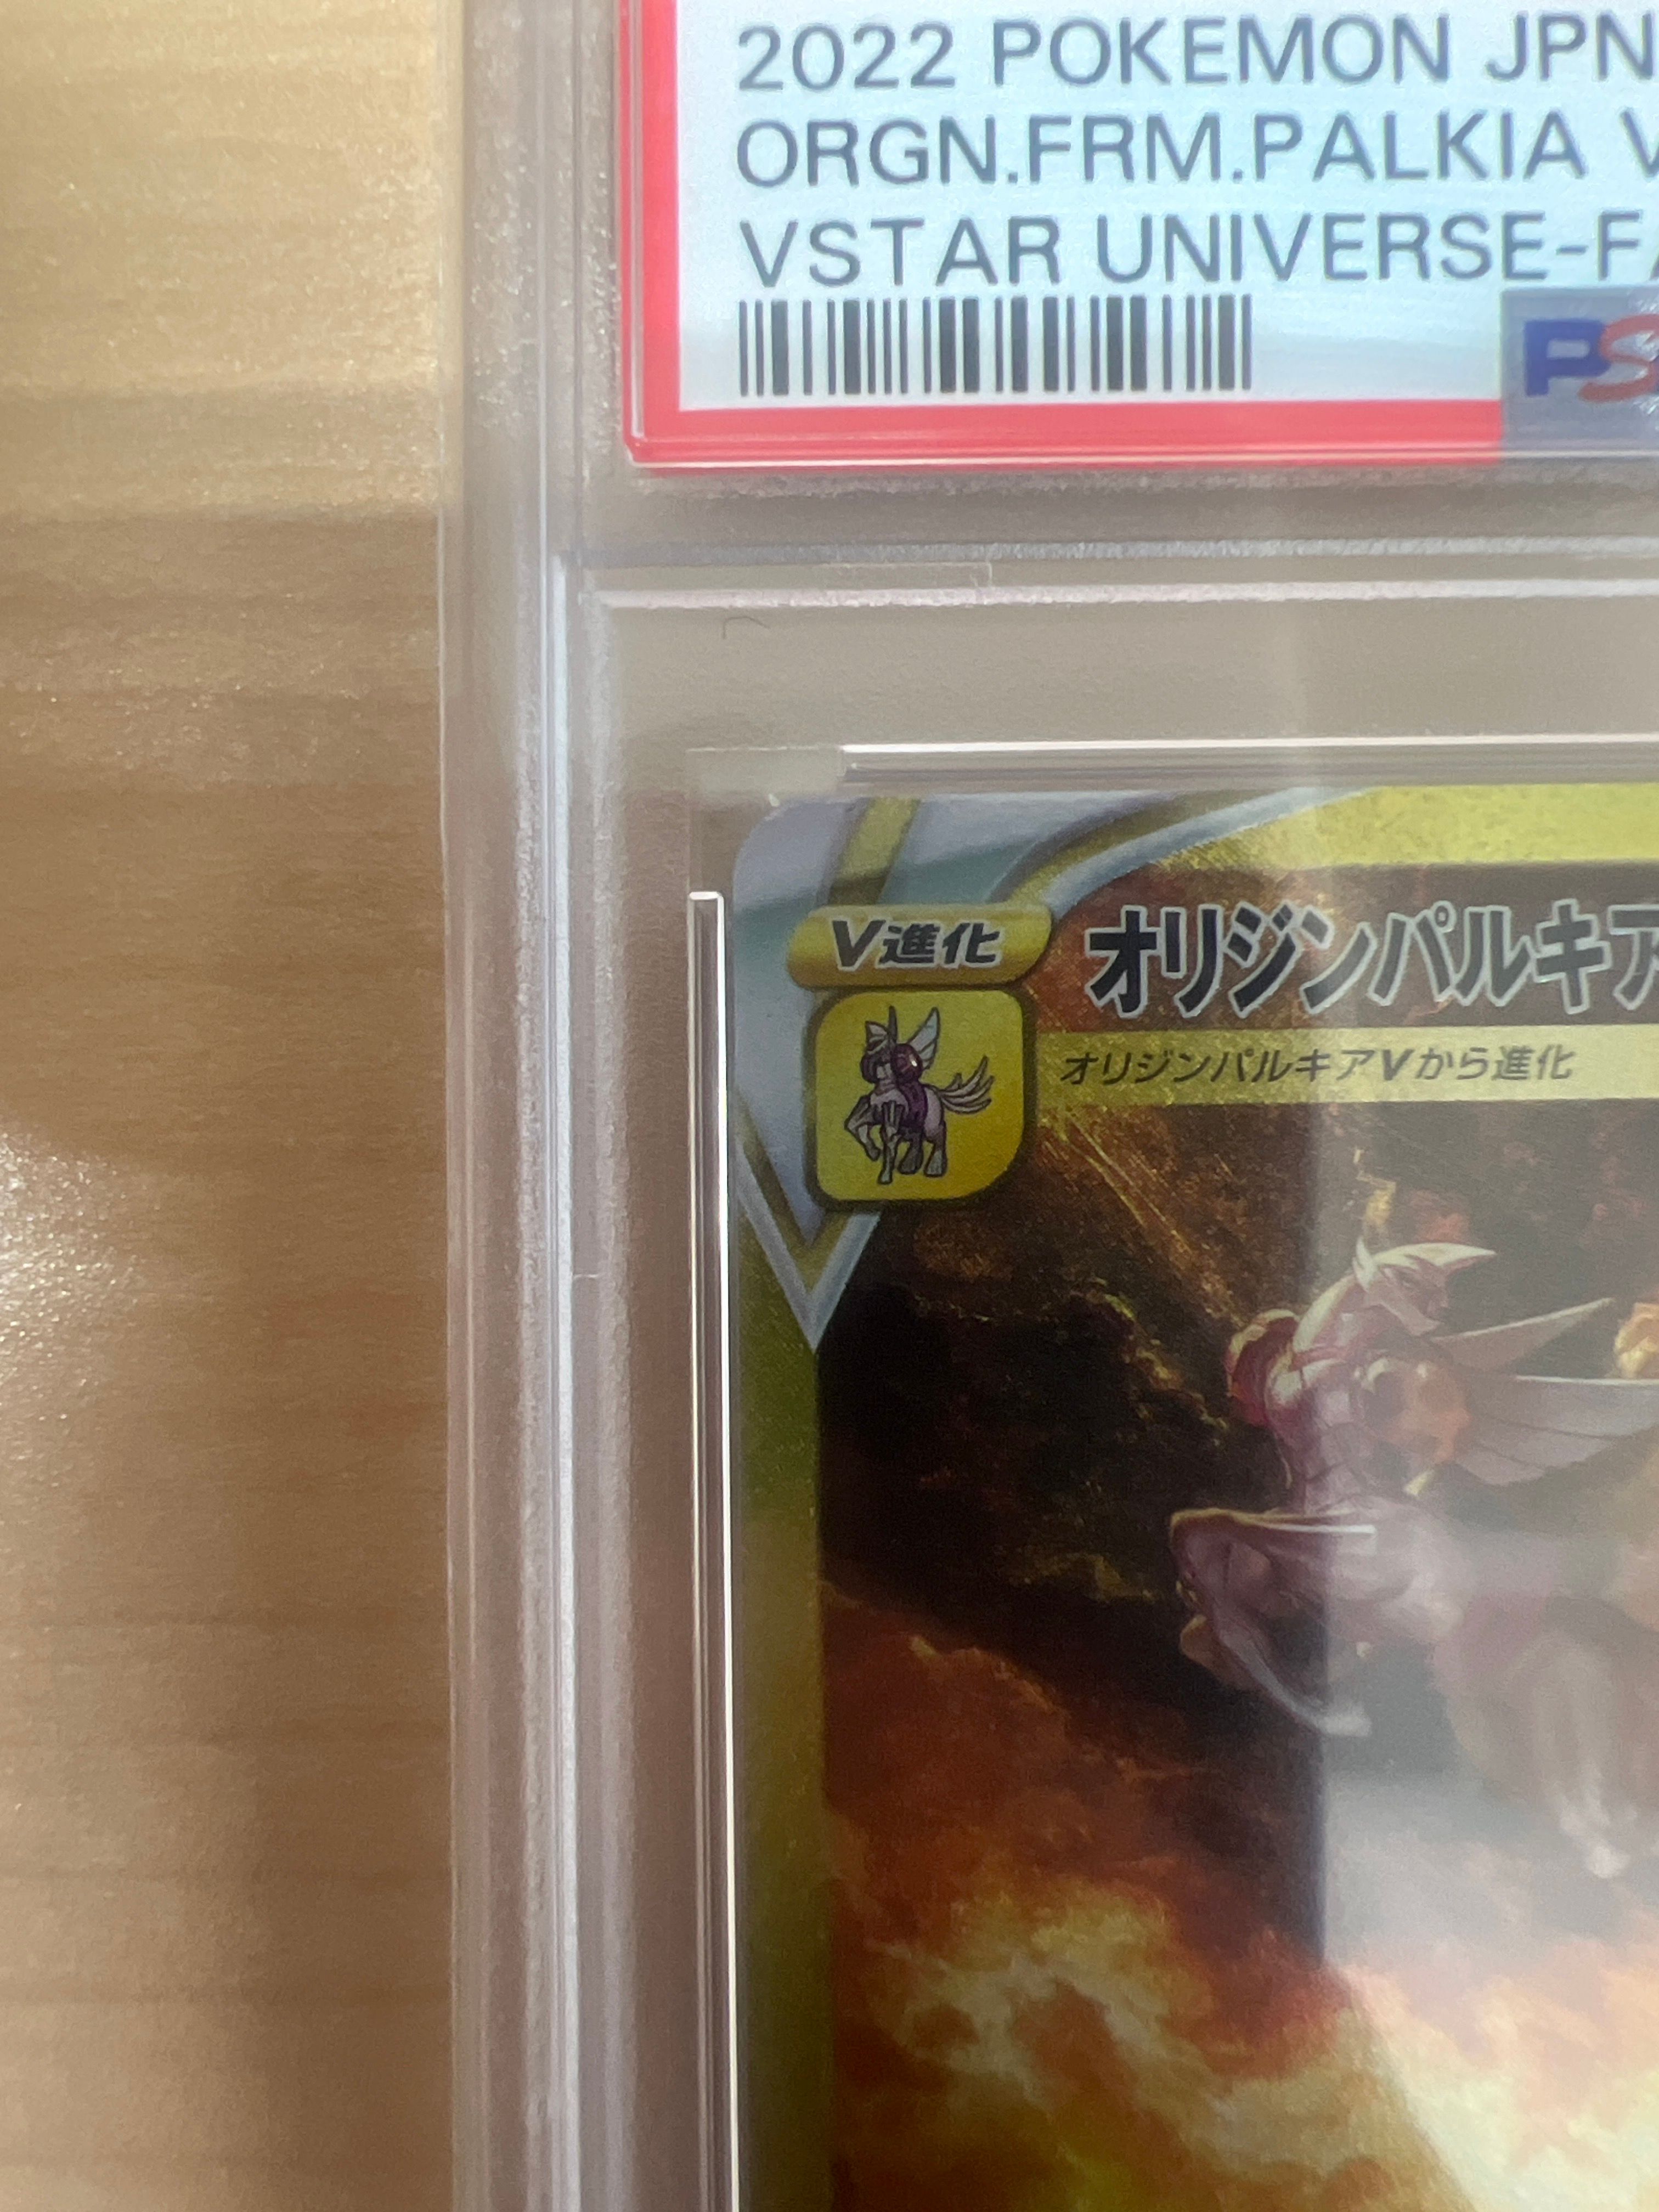 2022 POKEMON JPN
ORGN.FRM.PALKIA
VSTAR UNIVERSE-F
PS
V進化
オリジンパルキア
オリジンパルキアVから進化